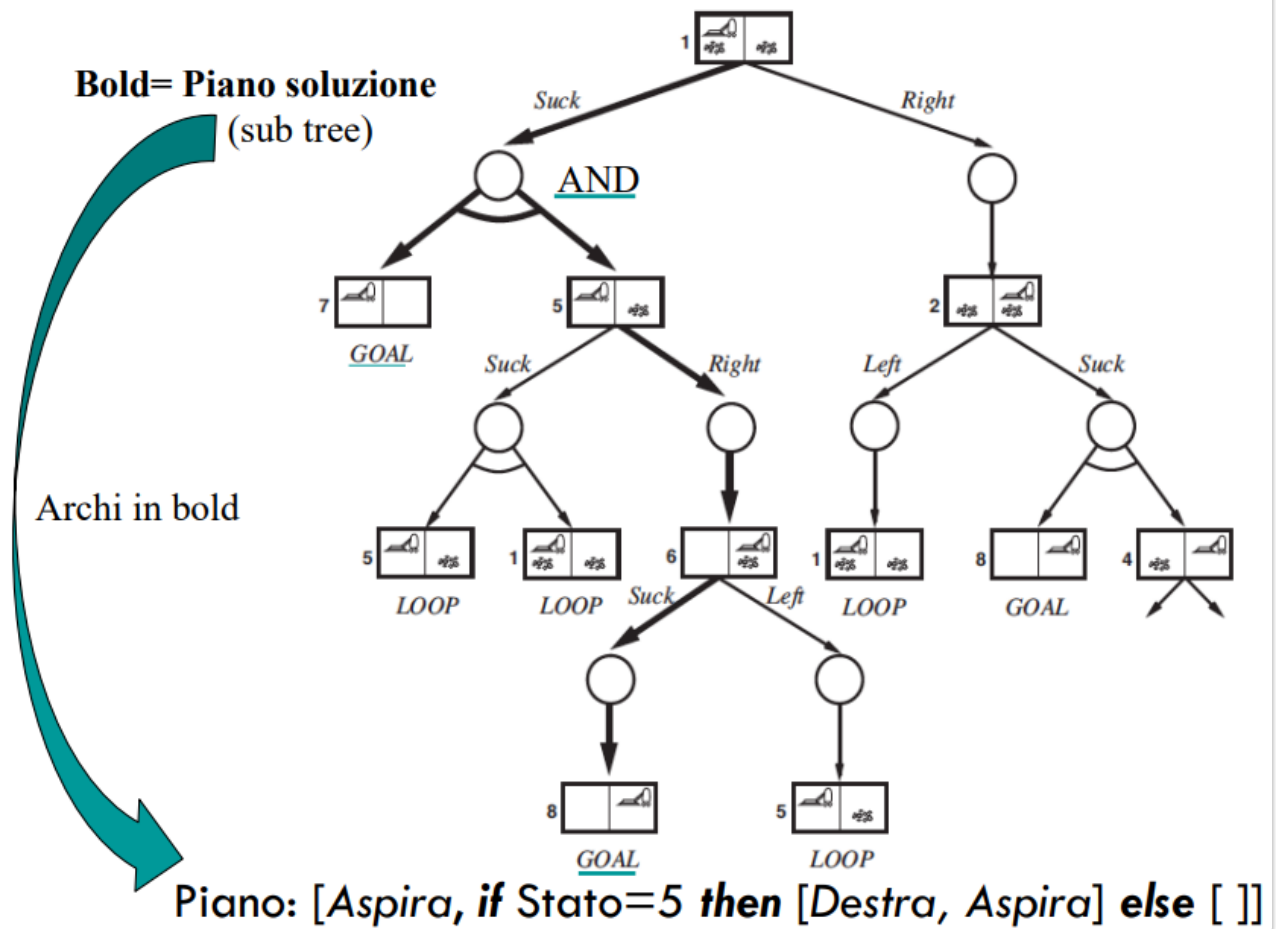 1
Bold= Piano soluzione
(sub tree)
Suck
Right
AND
7
5
2
GOAL
Suck
Right
Left
Suck
Archi in bold
5
1
6
1
8
4
LOOP
LOOP
Suck
Left
LOOP
GOAL
8
5
GOAL
LOOP
Piano: [Aspira, if Stato=5 then [Destra, Aspira] else [ ]]